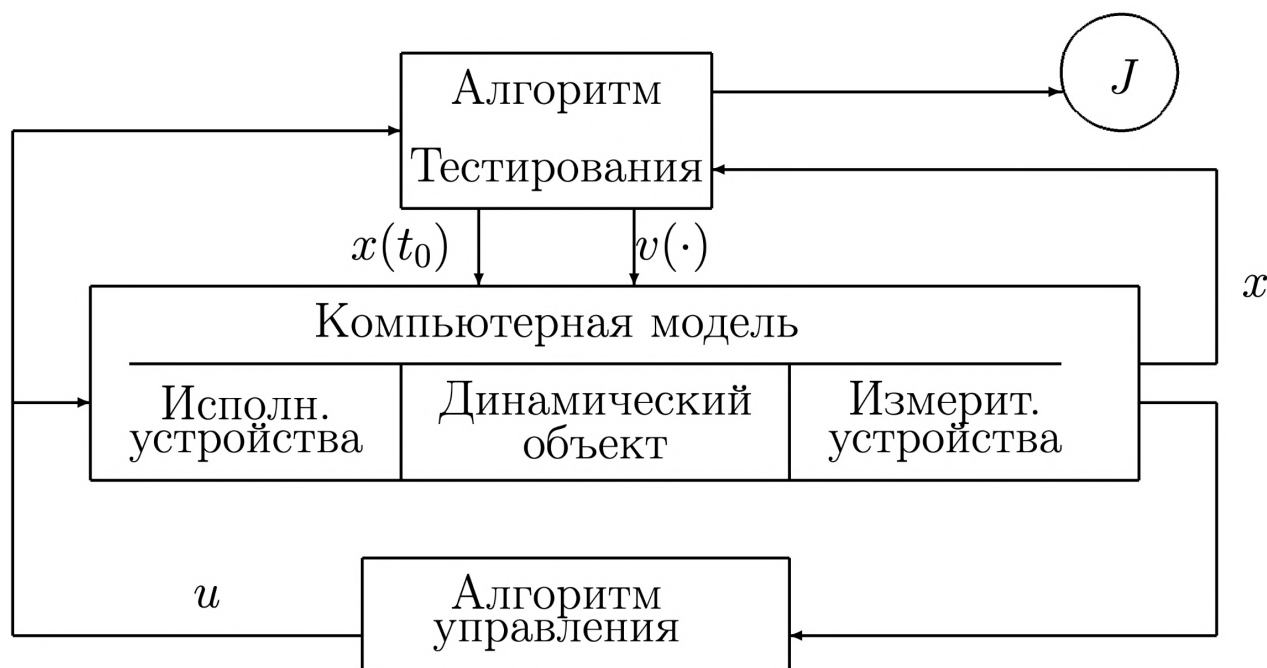 Алгоритм
J
Тестирования
x(t₀)
v(·)
x
Компьютерная модель
Исполн.
устройства
Динамический
объект
Измерит.
устройства
u
Алгоритм
управления